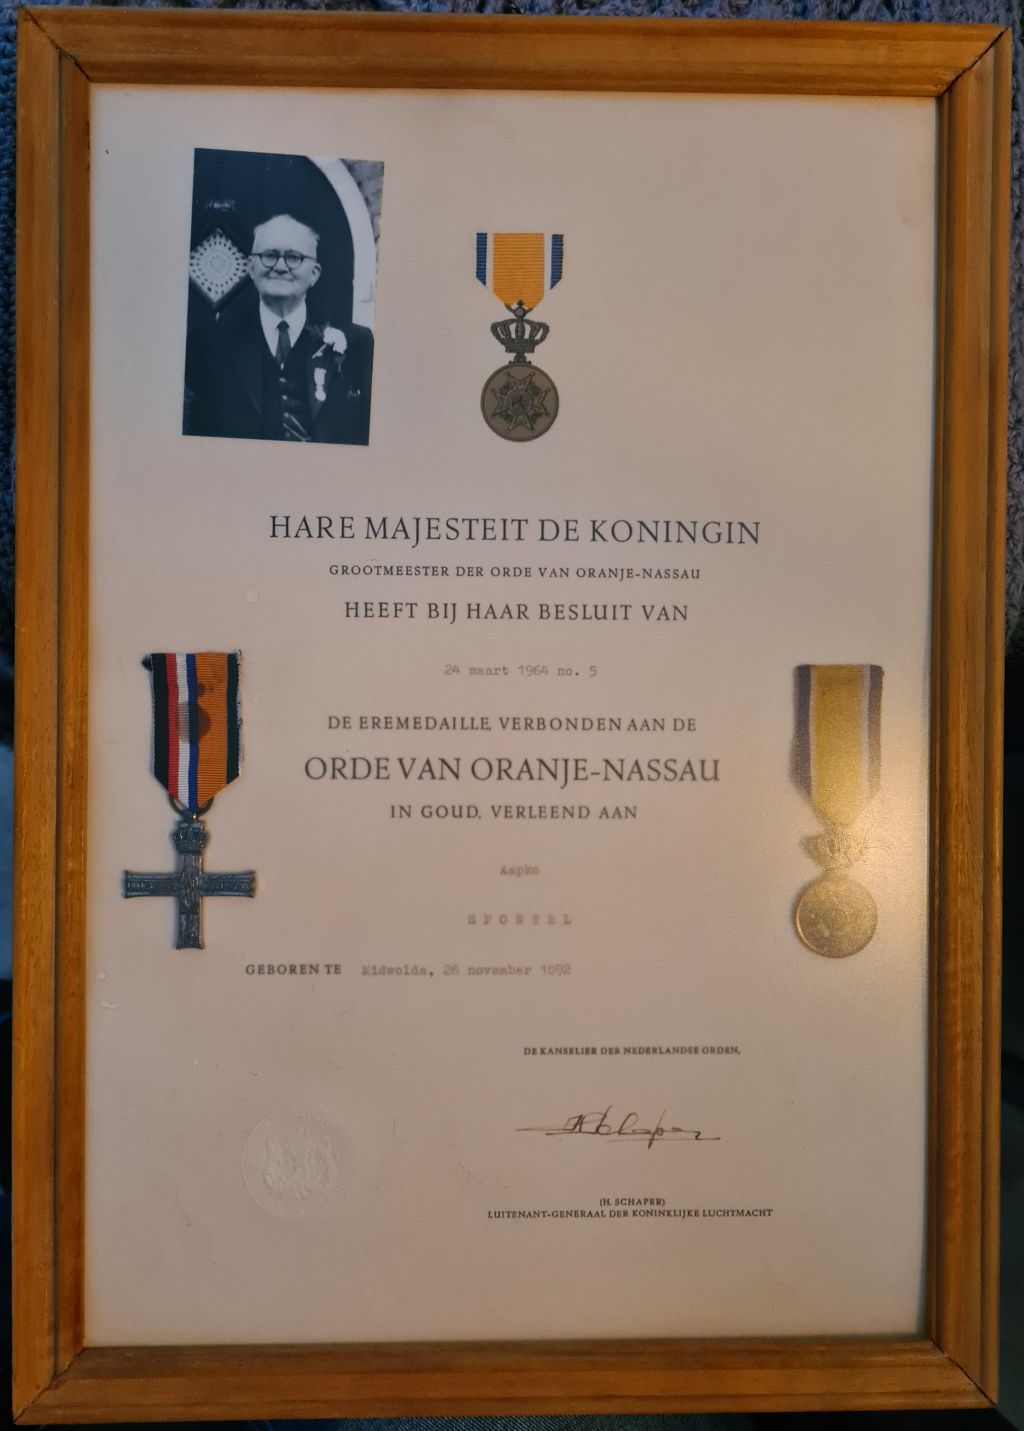 HARE MAJESTEIT DE KONINGIN
GROOTMEESTER DER ORDE VAN ORANJE-NASSAU
HEEFT BIJ HAAR BESLUIT VAN
24 maart 1964 no. 5
DE EREMEDAILLE, VERBONDEN AAN DE
ORDE VAN ORANJE-NASSAU
IN GOUD, VERLEEND AAN
Aapko
SPORTEL
GEBOREN TE Midwolda, 26 november 1892
DE KANSELIER DER NEDERLANDSE ORDEN,
H Schaper
(H. SCHAPER)
LUITENANT-GENERAAL DER KONINKLIJKE LUCHTMACHT